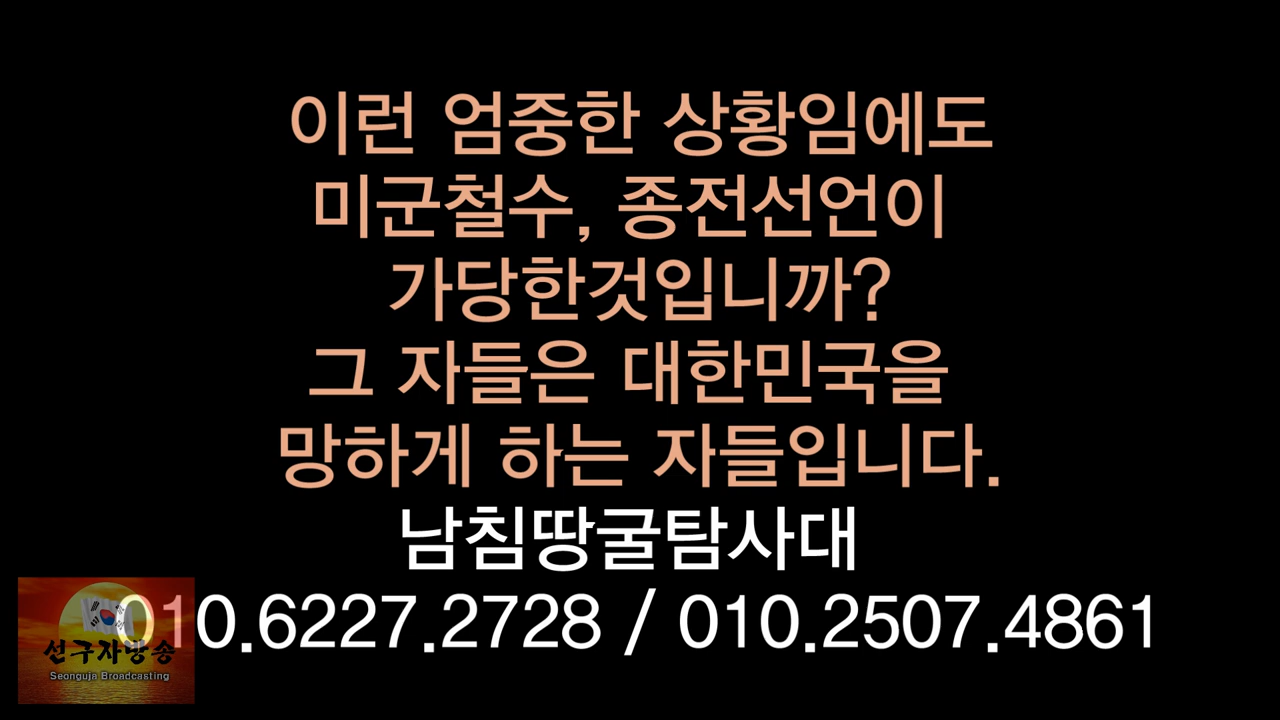 이런 엄중한 상황임에도
미군철수, 종전선언이
가당한것입니까?
그 자들은 대한민국을
망하게 하는 자들입니다.
남침땅굴탐사대
010.6227.2728 / 010.2507.4861
선구자방송
Seonguja Broadcasting